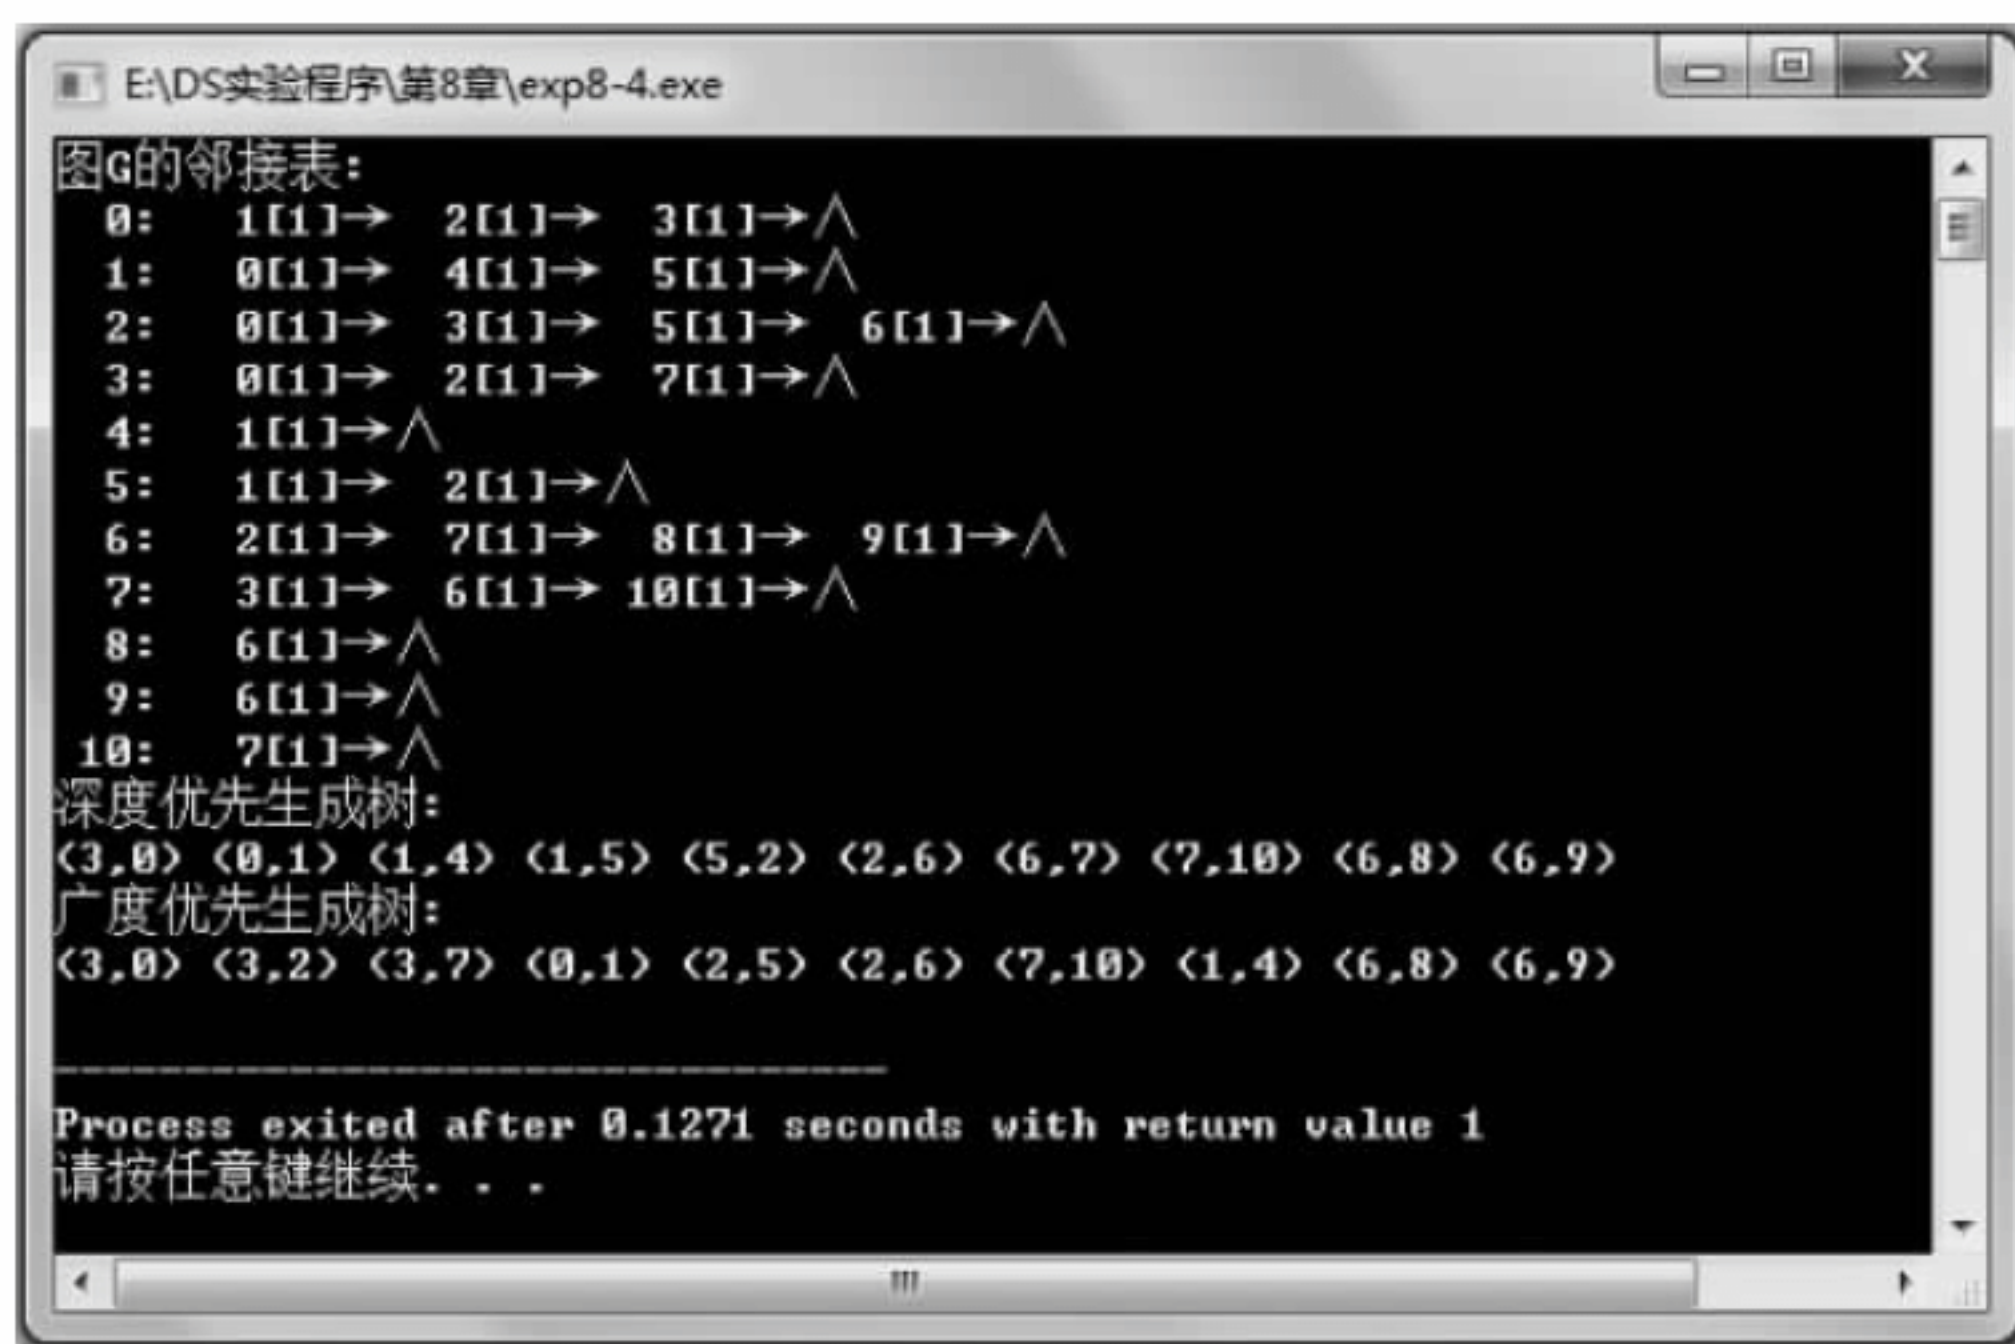 E:\DS实验程序\第8章\exp8-4.exe
图G的邻接表:
0: 1[1]→ 2[1]→ 3[1]→∧
1: 0[1]→ 4[1]→ 5[1]→∧
2: 0[1]→ 3[1]→ 5[1]→ 6[1]→∧
3: 0[1]→ 2[1]→ 7[1]→∧
4: 1[1]→∧
5: 1[1]→ 2[1]→∧
6: 2[1]→ 7[1]→ 8[1]→ 9[1]→∧
7: 3[1]→ 6[1]→ 10[1]→∧
8: 6[1]→∧
9: 6[1]→∧
10: 7[1]→∧
深度优先生成树:
(3,0) (0,1) (1,4) (1,5) (5,2) (2,6) (6,7) (7,10) (6,8) (6,9)
广度优先生成树:
(3,0) (3,2) (3,7) (0,1) (2,5) (2,6) (7,10) (1,4) (6,8) (6,9)
--------------------------------
Process exited after 0.1271 seconds with return value 1
请按任意键继续. . .